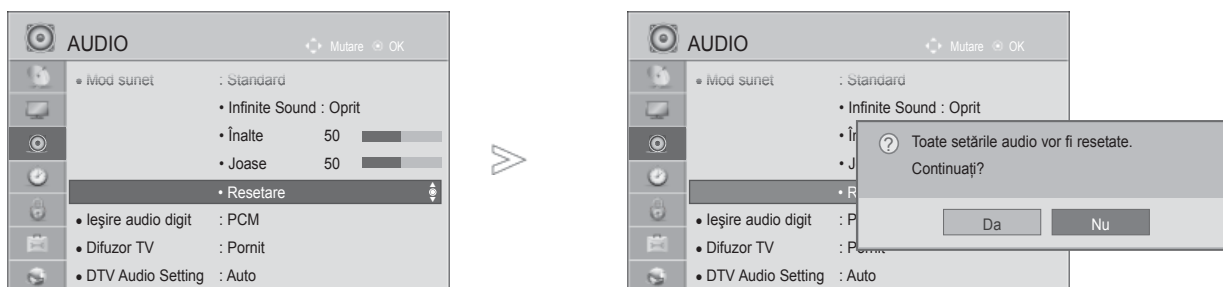 AUDIO
Mutare OK
• Mod sunet : Standard
• Infinite Sound : Oprit
• Înalte 50
• Joase 50
• Resetare
• Ieşire audio digit : PCM
• Difuzor TV : Pornit
• DTV Audio Setting : Auto
AUDIO
Mutare OK
• Mod sunet : Standard
• Infinite Sound : Oprit
• Îr
• J
• R
• Ieşire audio digit : P
• Difuzor TV : Pornit
• DTV Audio Setting : Auto
? Toate setările audio vor fi resetate.
Continuaţi?
Da Nu